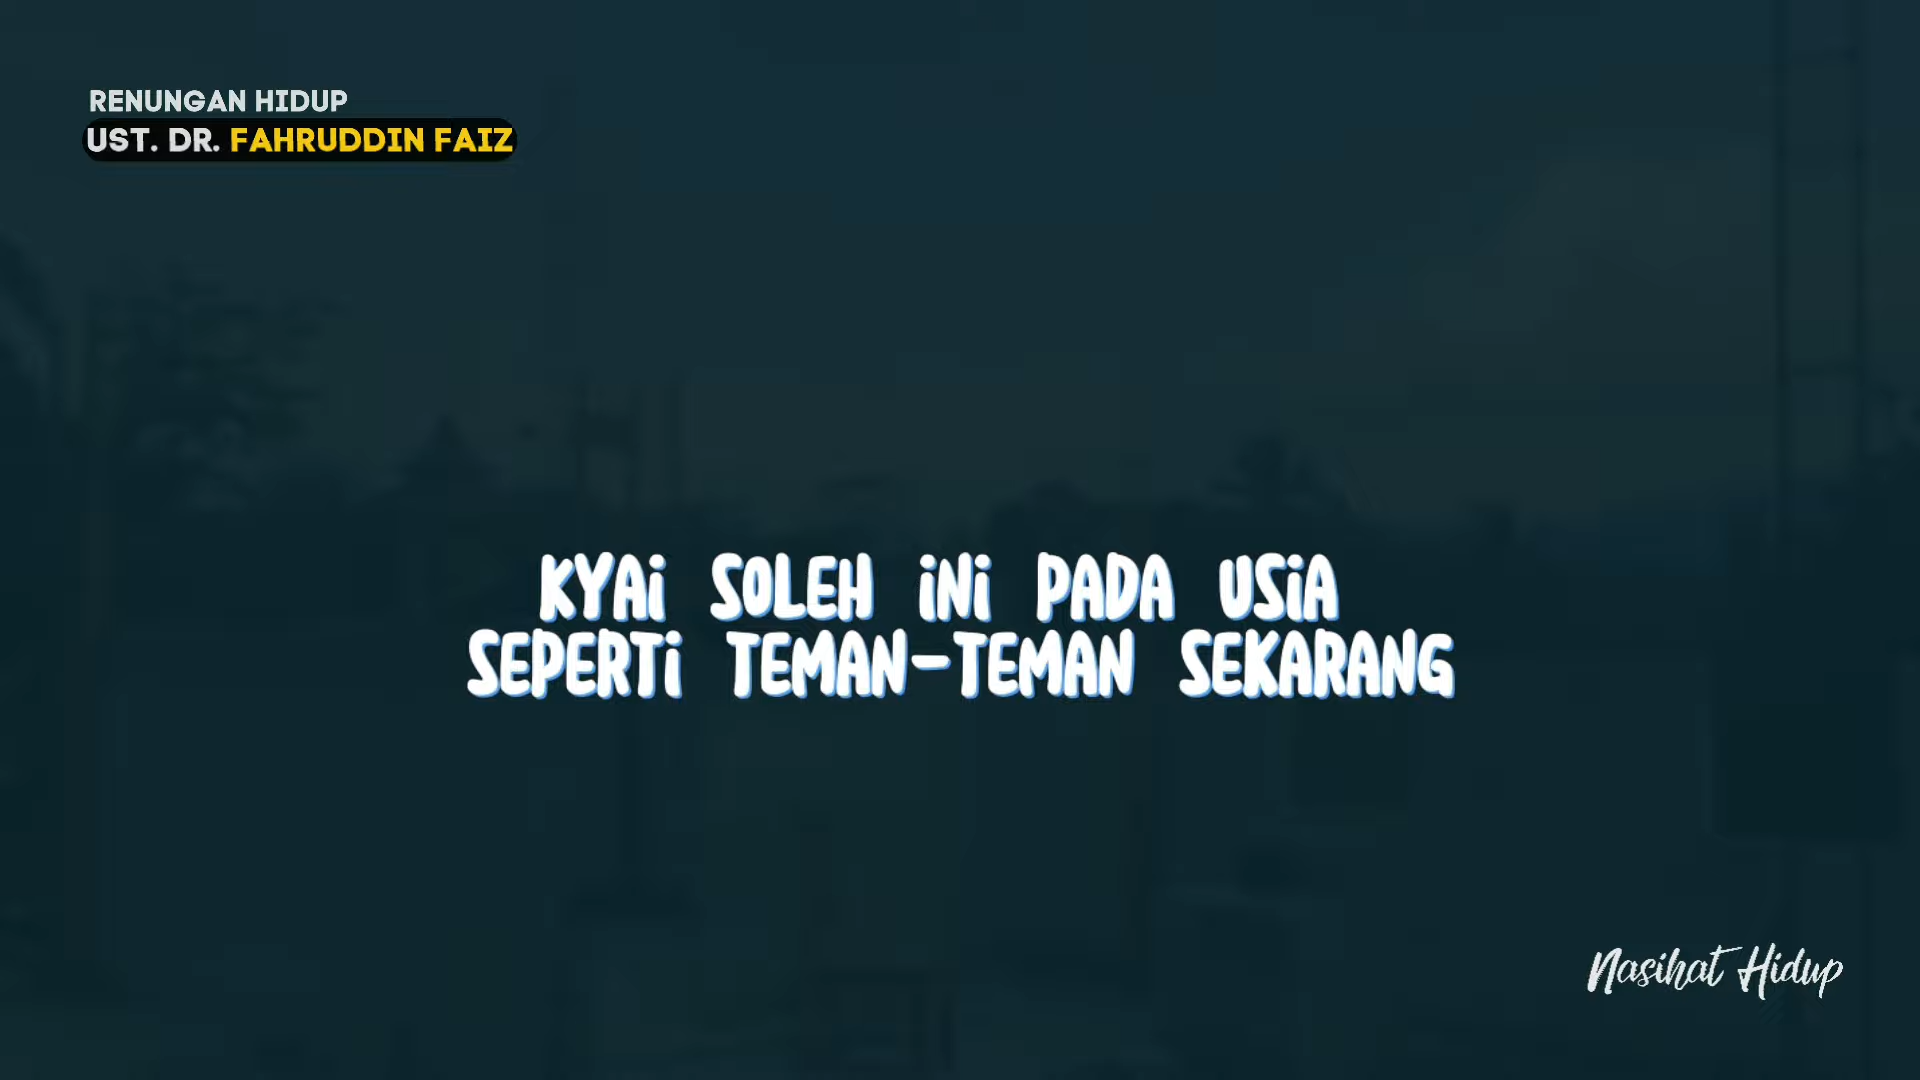 RENUNGAN HIDUP
UST. DR. FAHRUDDIN FAIZ
KYAi SOLEH iNi PADA USiA
SEPERTi TEMAN-TEMAN SEKARANG
Nasihat Hidup